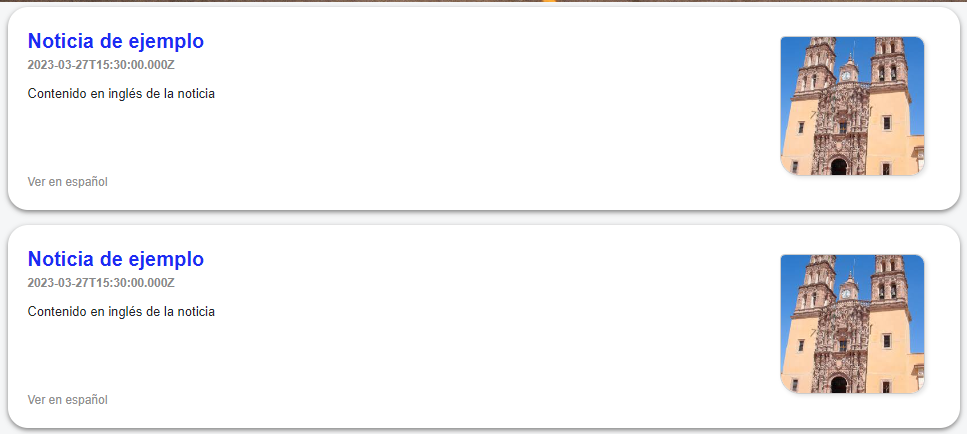 Noticia de ejemplo
2023-03-27T15:30:00.000Z
Contenido en inglés de la noticia
Ver en español
Noticia de ejemplo
2023-03-27T15:30:00.000Z
Contenido en inglés de la noticia
Ver en español